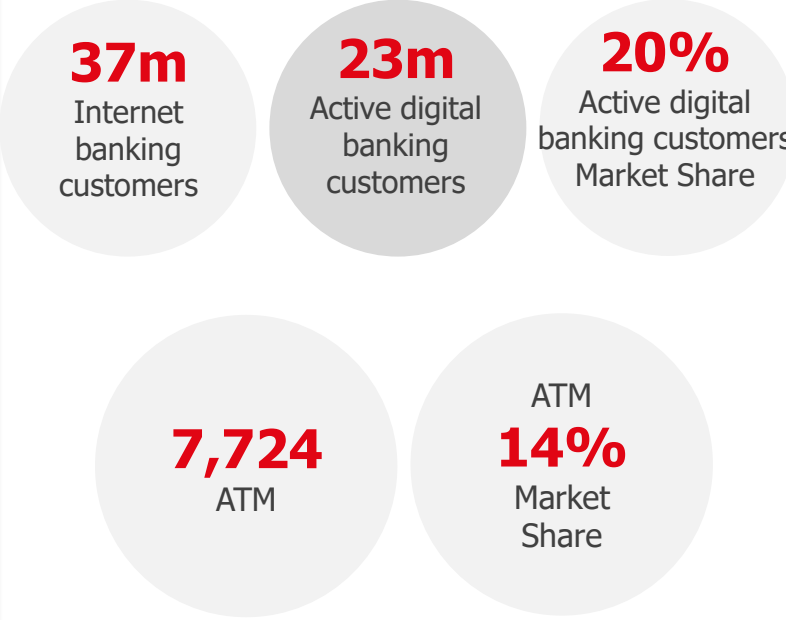 37m
Internet
banking
customers
23m
Active digital
banking
customers
20%
Active digital
banking customers
Market Share
7,724
ATM
ATM
14%
Market
Share